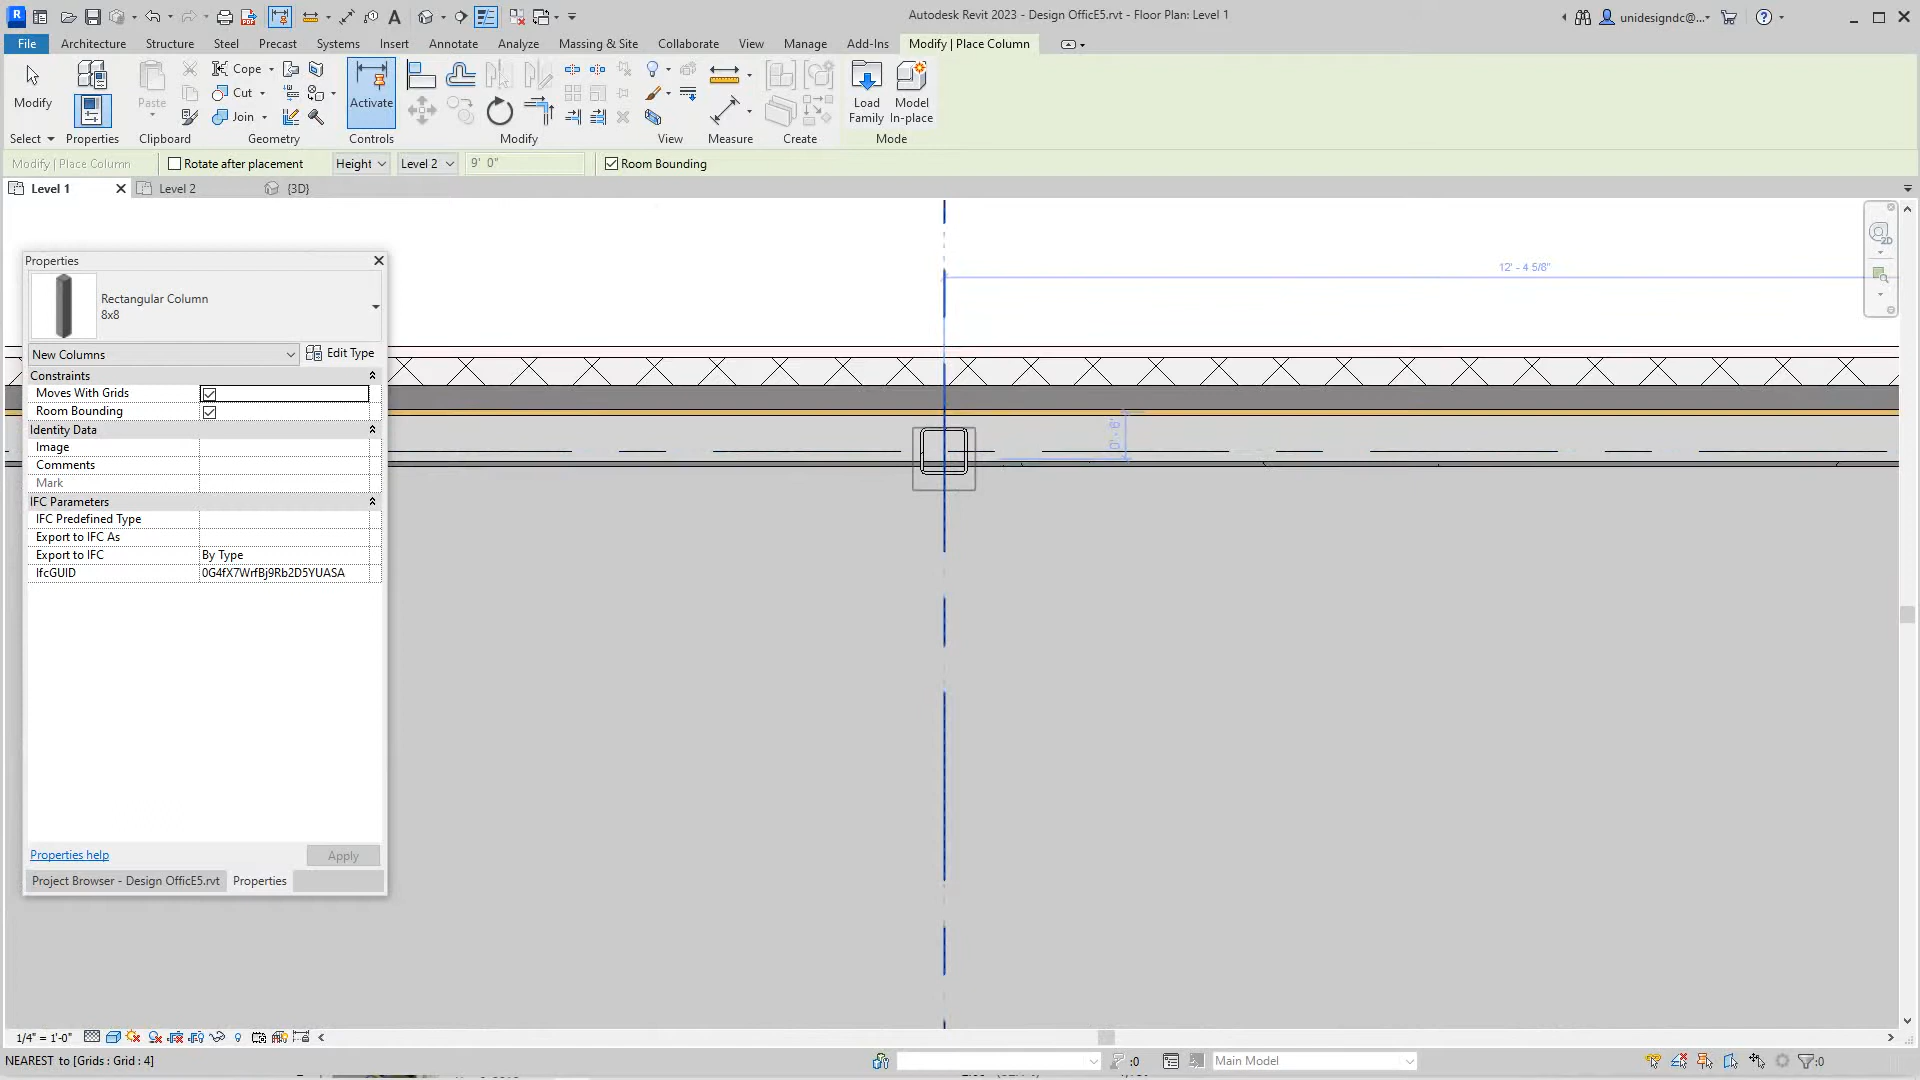 Autodesk Revit 2023 - Design OfficE5.rvt - Floor Plan: Level 1
unidesigndc@...
File Architecture Structure Steel Precast Systems Insert Annotate Analyze Massing & Site Collaborate View Manage Add-Ins Modify | Place Column
Modify
Paste
Cope
Cut
Join
Activate
Load Family
Model In-place
Select Properties Clipboard Geometry Controls Modify View Measure Create Mode
Modify | Place Column Rotate after placement Height Level 2 9' 0" Room Bounding
Level 1 Level 2 {3D}
2D
12' - 4 5/8"
0' - 6"
Properties
Rectangular Column
8x8
New Columns Edit Type
Constraints
Moves With Grids
Room Bounding
Identity Data
Image
Comments
Mark
IFC Parameters
IFC Predefined Type
Export to IFC As
Export to IFC By Type
IfcGUID 0G4fX7WrfBj9Rb2D5YUASA
Properties help Apply
Project Browser - Design OfficE5.rvt Properties
1/4" = 1'-0"
NEAREST to [Grids : Grid : 4] :0 Main Model :0